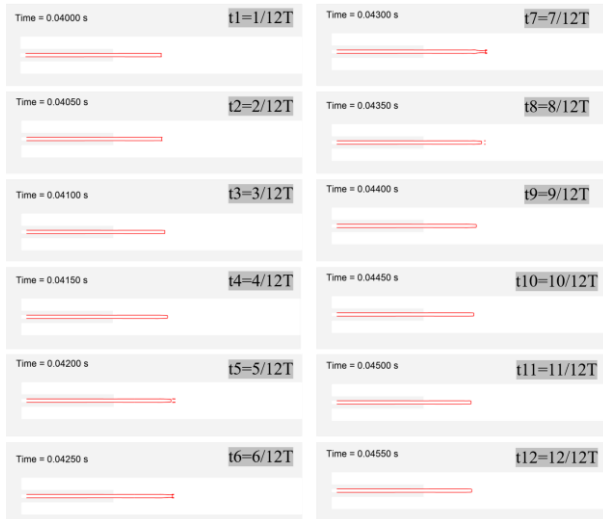 Time = 0.04000 s
t1=1/12T
Time = 0.04050 s
t2=2/12T
Time = 0.04100 s
t3=3/12T
Time = 0.04150 s
t4=4/12T
Time = 0.04200 s
t5=5/12T
Time = 0.04250 s
t6=6/12T
Time = 0.04300 s
t7=7/12T
Time = 0.04350 s
t8=8/12T
Time = 0.04400 s
t9=9/12T
Time = 0.04450 s
t10=10/12T
Time = 0.04500 s
t11=11/12T
Time = 0.04550 s
t12=12/12T